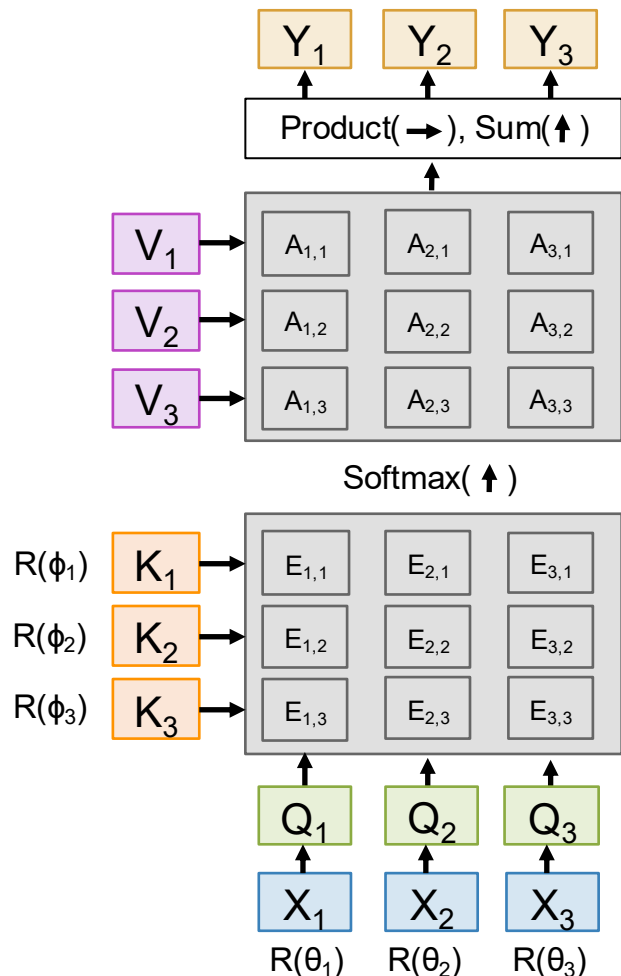 Y₁ Y₂ Y₃
Product(→), Sum(↑)
V₁ A₁,₁ A₂,₁ A₃,₁
V₂ A₁,₂ A₂,₂ A₃,₂
V₃ A₁,₃ A₂,₃ A₃,₃
Softmax(↑)
R(ϕ₁) K₁ E₁,₁ E₂,₁ E₃,₁
R(ϕ₂) K₂ E₁,₂ E₂,₂ E₃,₂
R(ϕ₃) K₃ E₁,₃ E₂,₃ E₃,₃
Q₁ Q₂ Q₃
X₁ X₂ X₃
R(θ₁) R(θ₂) R(θ₃)